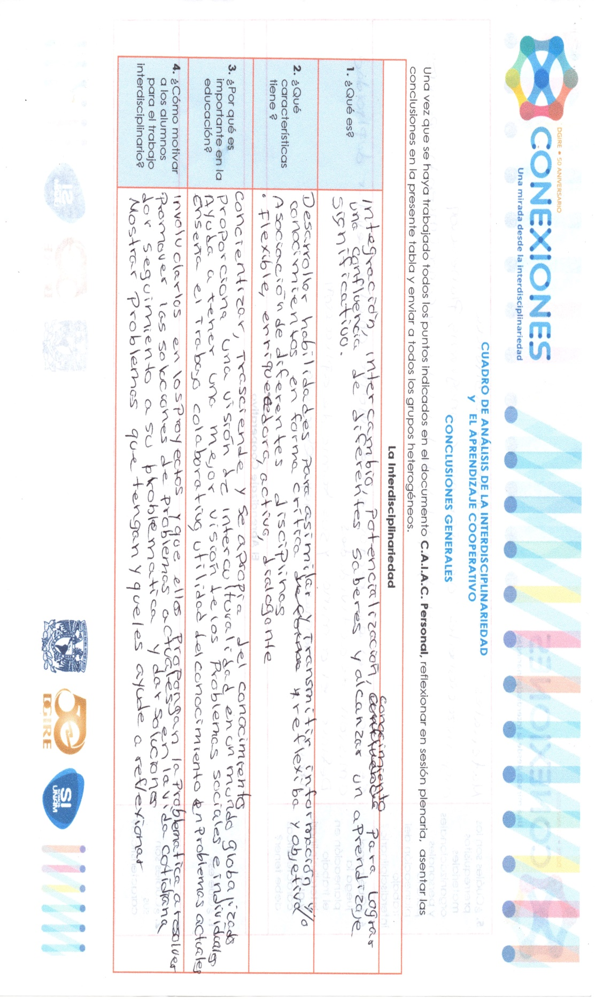 DGIRE • 50 ANIVERSARIO
CONEXIONES
Una mirada desde la interdisciplinariedad
CUADRO DE ANÁLISIS DE LA INTERDISCIPLINARIEDAD
Y EL APRENDIZAJE COOPERATIVO
CONCLUSIONES GENERALES
Una vez que se haya trabajado todos los puntos indicados en el documento C.A.I.A.C. Personal, reflexionar en sesión plenaria, asentar las
conclusiones en la presente tabla y enviar a todos los grupos heterogéneos.
La Interdisciplinariedad
1. ¿Qué es?
conocimiento
Integración, intercambio, potencialización, para lograr
una confluencia de diferentes saberes y alcanzar un aprendizaje
significativo.
2. ¿Qué
características
tiene ?
Desarrollar habilidades para asimilar y transmitir información y/o
conocimientos en forma critica y reflexiba y objetiva
Asociación de diferentes disciplinas
. Flexible, enriquecedora, activa, dialogante
3. ¿Por qué es
importante en la
educación?
Concientizar, Trasciende y se apropia del conocimiento
Proporciona una visión de interculturalidad en un mundo globalizado
Ayuda a tener una mejor visión de los problemas sociales e individuales
Enseña el trabajo colaborativo, utilidad del conocimiento en problemas actuales
4. ¿Cómo motivar
a los alumnos
para el trabajo
interdisciplinario?
Involuclarlos en los proyectos y que ellos propongan la problematica a resolver
.Promover las soluciones de problemas actuales en la vida cotidiana
dar seguimiento a su problematica y dar soluciones
Mostrar problemas que tengan y que les ayude a reflexionar
DGIRE
SI
UNAM